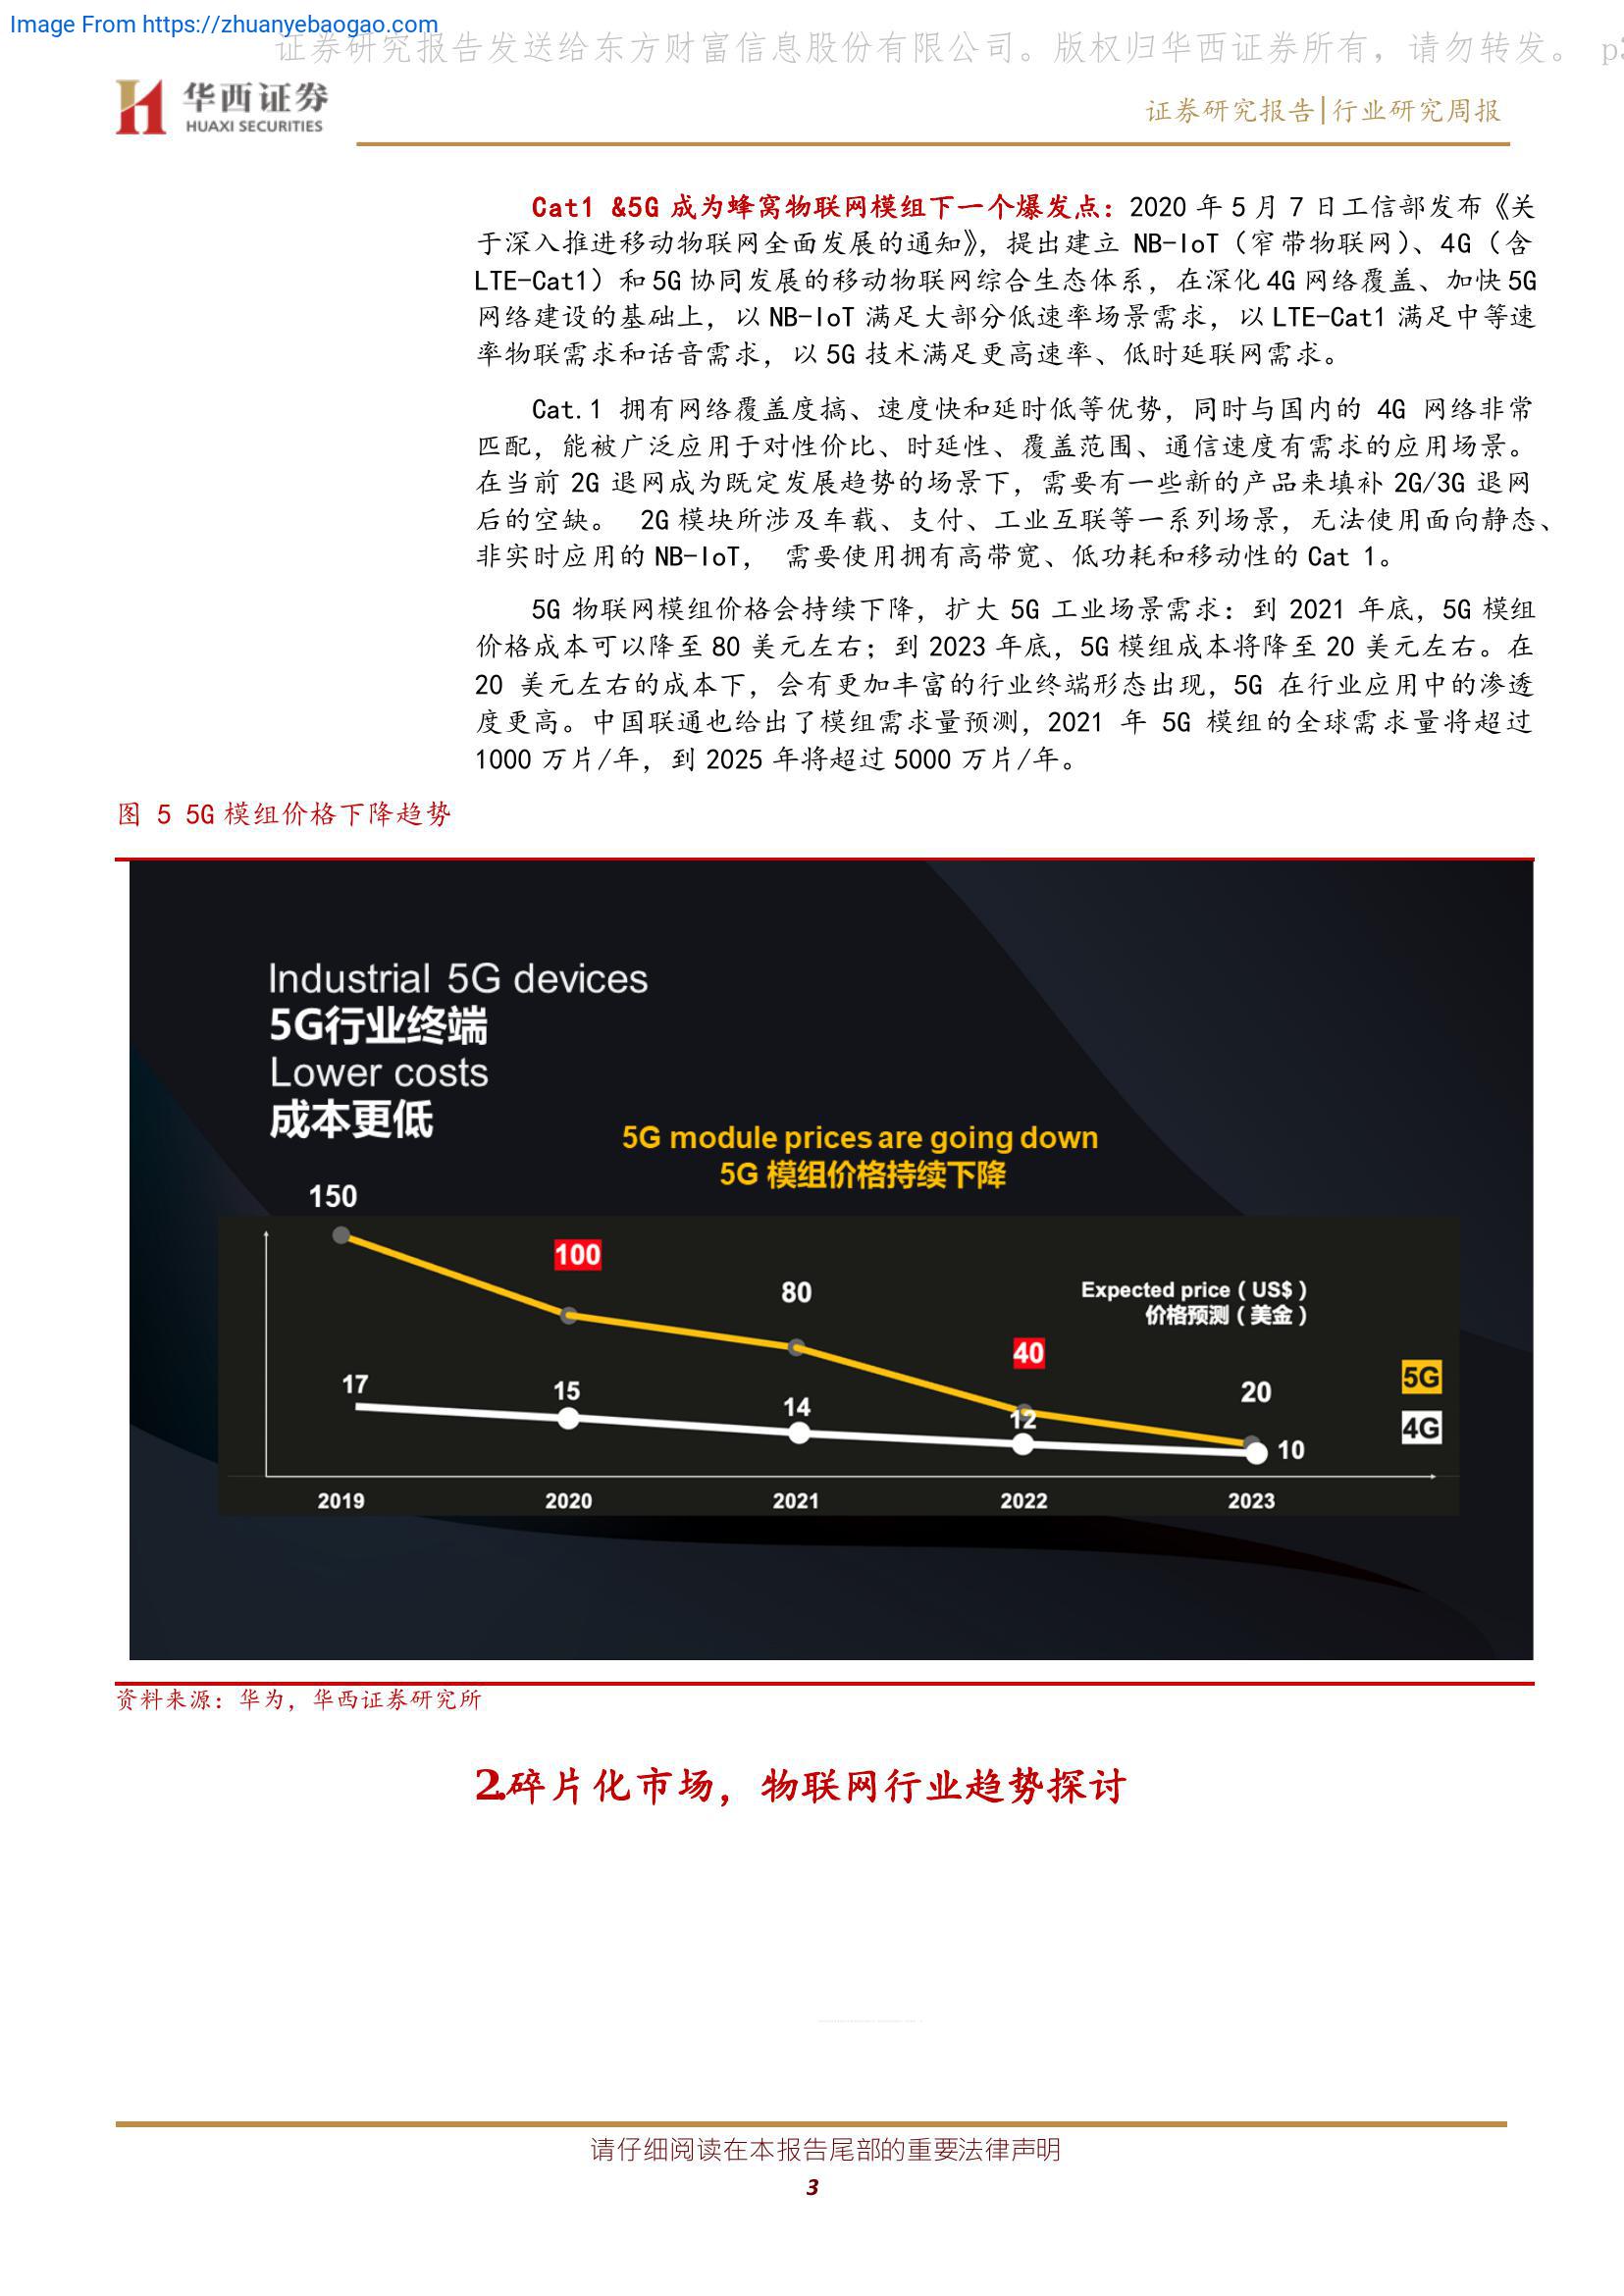 Image From https://zhuanyebaogao.com
证券研究报告发送给东方财富信息股份有限公司。版权归华西证券所有，请勿转发。 p3
华西证券
HUAXI SECURITIES
证券研究报告|行业研究周报
Cat1 &5G 成为蜂窝物联网模组下一个爆发点：2020 年 5 月 7 日工信部发布《关
于深入推进移动物联网全面发展的通知》，提出建立 NB-IoT（窄带物联网）、4G（含
LTE-Cat1）和 5G 协同发展的移动物联网综合生态体系，在深化 4G 网络覆盖、加快 5G
网络建设的基础上，以 NB-IoT 满足大部分低速率场景需求，以 LTE-Cat1 满足中等速
率物联需求和话音需求，以 5G 技术满足更高速率、低时延联网需求。
Cat.1 拥有网络覆盖度搞、速度快和延时低等优势，同时与国内的 4G 网络非常
匹配，能被广泛应用于对性价比、时延性、覆盖范围、通信速度有需求的应用场景。
在当前 2G 退网成为既定发展趋势的场景下，需要有一些新的产品来填补 2G/3G 退网
后的空缺。 2G 模块所涉及车载、支付、工业互联等一系列场景，无法使用面向静态、
非实时应用的 NB-IoT， 需要使用拥有高带宽、低功耗和移动性的 Cat 1。
5G 物联网模组价格会持续下降，扩大 5G 工业场景需求：到 2021 年底，5G 模组
价格成本可以降至 80 美元左右；到 2023 年底，5G 模组成本将降至 20 美元左右。在
20 美元左右的成本下，会有更加丰富的行业终端形态出现，5G 在行业应用中的渗透
度更高。中国联通也给出了模组需求量预测，2021 年 5G 模组的全球需求量将超过
1000 万片/年，到 2025 年将超过 5000 万片/年。
图 5 5G 模组价格下降趋势
Industrial 5G devices
5G行业终端
Lower costs
成本更低
5G module prices are going down
5G 模组价格持续下降
150
100
80
Expected price ( US$ )
价格预测 ( 美金 )
40
17
15
14
12
20
10
5G
4G
2019
2020
2021
2022
2023
资料来源：华为，华西证券研究所
2.碎片化市场，物联网行业趋势探讨
请仔细阅读在本报告尾部的重要法律声明
3